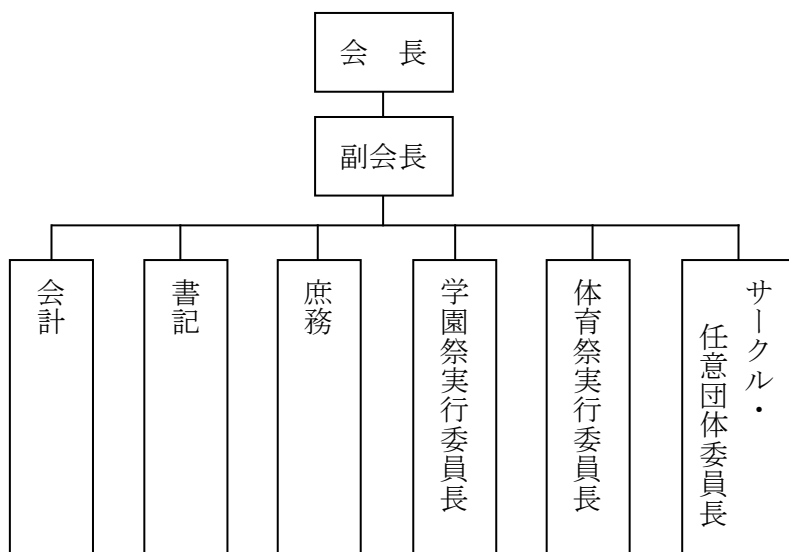 会　長
副会長
会計
書記
庶務
学園祭実行委員長
体育祭実行委員長
サークル・
任意団体委員長